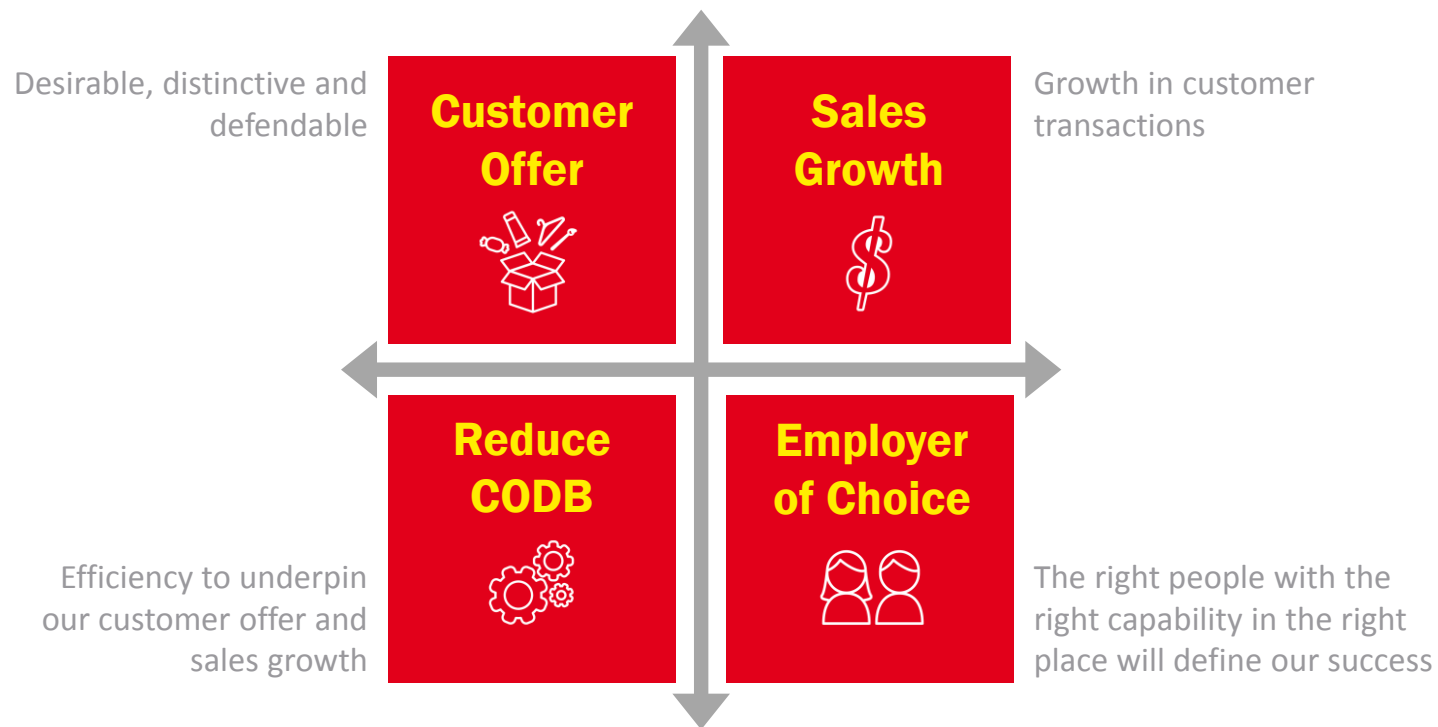 Desirable, distinctive and
defendable
Customer
Offer
Sales
Growth
Growth in customer
transactions
Reduce
CODB
Efficiency to underpin
our customer offer and
sales growth
Employer
of Choice
The right people with the
right capability in the right
place will define our success